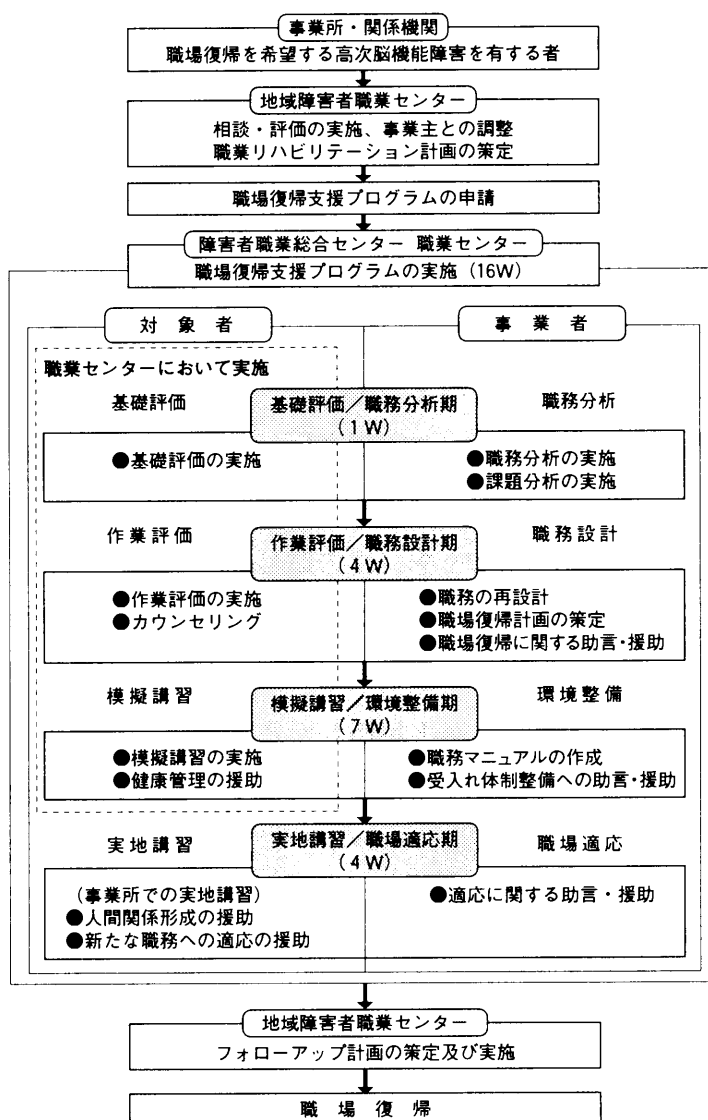 事業所・関係機関
職場復帰を希望する高次脳機能障害を有する者
地域障害者職業センター
相談・評価の実施、事業主との調整
職業リハビリテーション計画の策定
職場復帰支援プログラムの申請
障害者職業総合センター 職業センター
職場復帰支援プログラムの実施（16W）
対 象 者
事 業 者
職業センターにおいて実施
基礎評価
基礎評価／職務分析期
（1W）
職務分析
●基礎評価の実施
●職務分析の実施
●課題分析の実施
作業評価
作業評価／職務設計期
（4W）
職務設計
●作業評価の実施
●カウンセリング
●職務の再設計
●職場復帰計画の策定
●職場復帰に関する助言・援助
模擬講習
模擬講習／環境整備期
（7W）
環境整備
●模擬講習の実施
●健康管理の援助
●職務マニュアルの作成
●受入れ体制整備への助言・援助
実地講習
実地講習／職場適応期
（4W）
職場適応
（事業所での実地講習）
●人間関係形成の援助
●新たな職務への適応の援助
●適応に関する助言・援助
地域障害者職業センター
フォローアップ計画の策定及び実施
職 場 復 帰